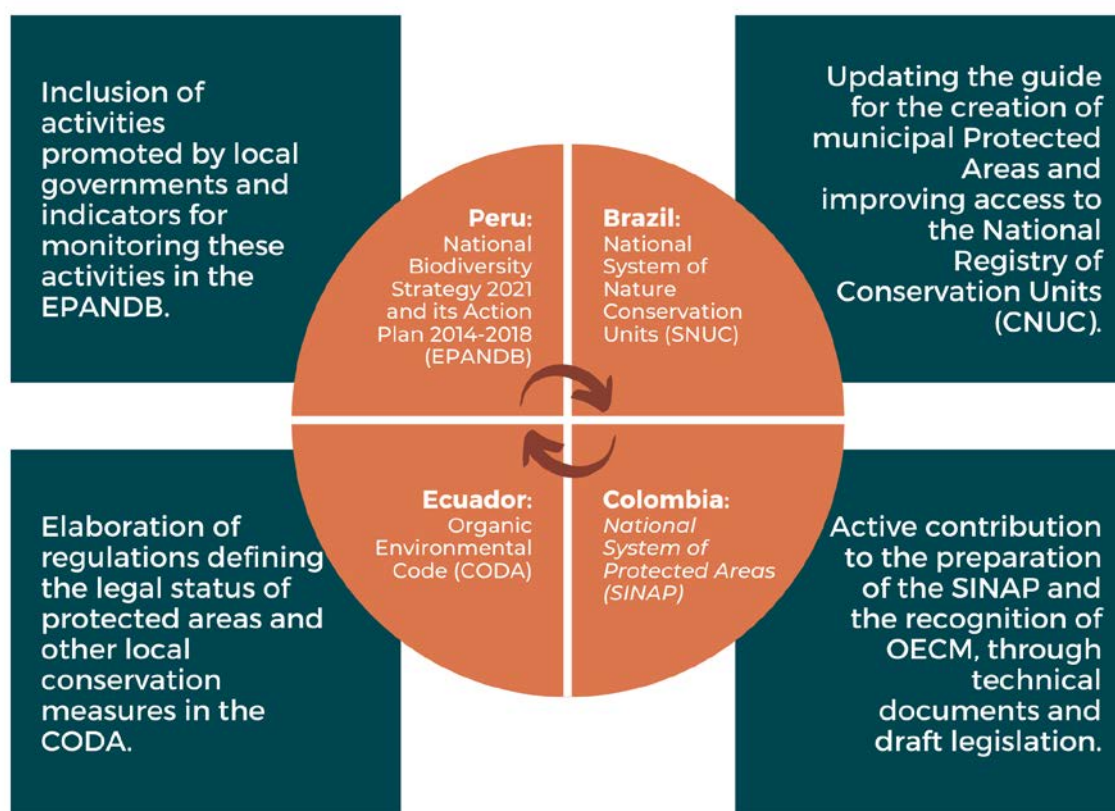 Inclusion of
activities
promoted by local
governments and
indicators for
monitoring these
activities in the
EPANDB.
Peru:
National
Biodiversity
Strategy 2021
and its Action
Plan 2014-2018
(EPANDB)
Brazil:
National
System of
Nature
Conservation
Units (SNUC)
Updating the guide
for the creation of
municipal Protected
Areas and
improving access to
the National
Registry of
Conservation Units
(CNUC).
Elaboration of
regulations defining
the legal status of
protected areas and
other local
conservation
measures in the
CODA.
Ecuador:
Organic
Environmental
Code (CODA)
Colombia:
National
System of
Protected Areas
(SINAP)
Active contribution
to the preparation
of the SINAP and
the recognition of
OECM, through
technical
documents and
draft legislation.